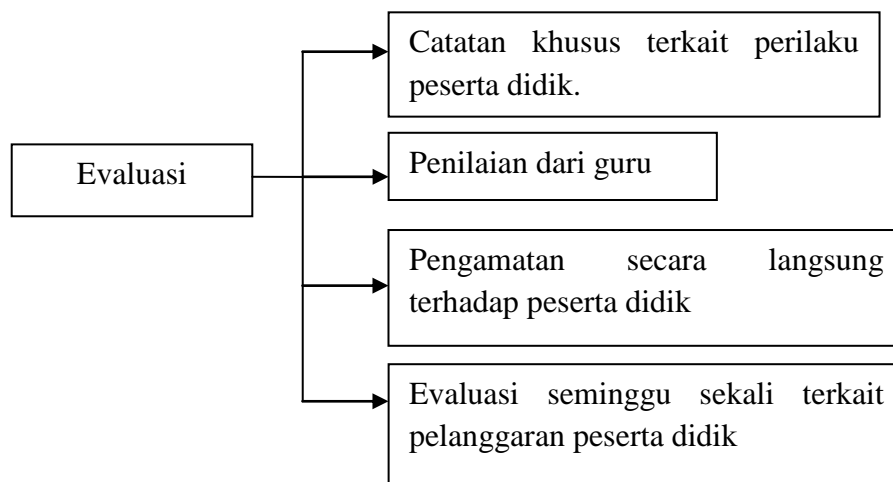 Catatan khusus terkait perilaku
peserta didik.
Evaluasi
Penilaian dari guru
Pengamatan secara langsung
terhadap peserta didik
Evaluasi seminggu sekali terkait
pelanggaran peserta didik